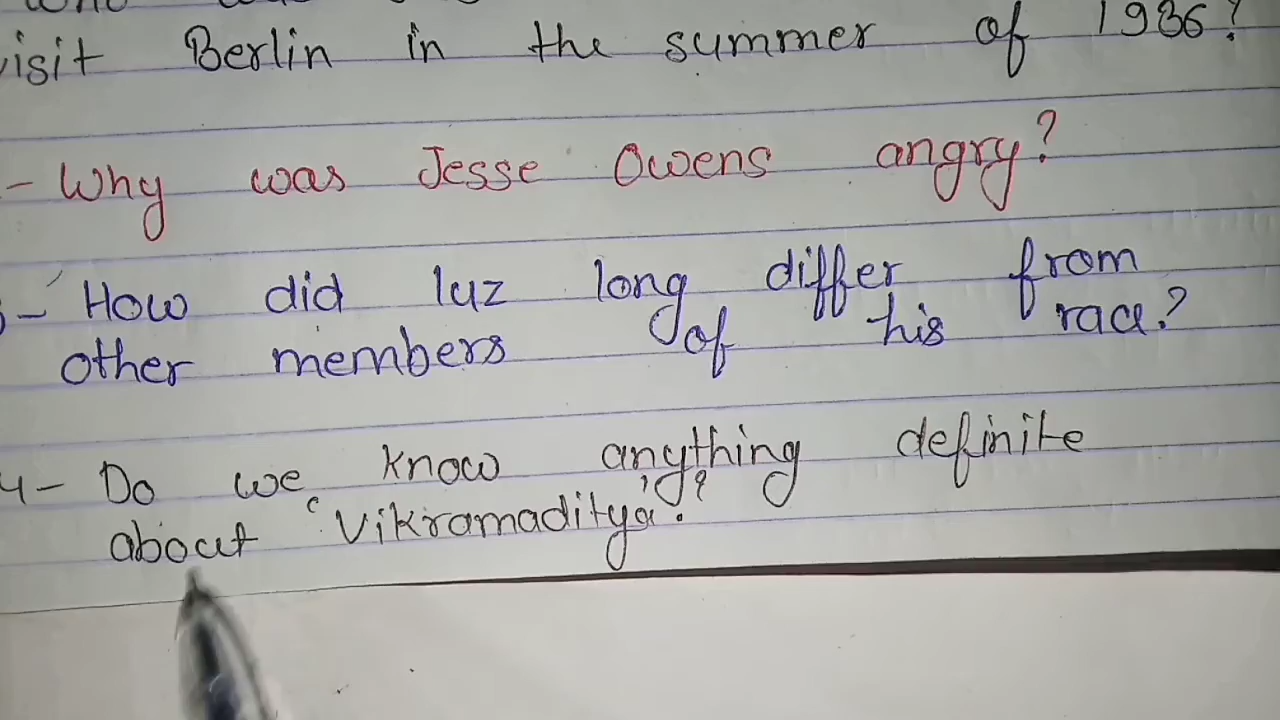 visit Berlin in the summer of 1936?
- Why was Jesse Owens angry?
- How did luz long differ from
other members of his race?
4- Do we know anything definite
about 'Vikramaditya'?